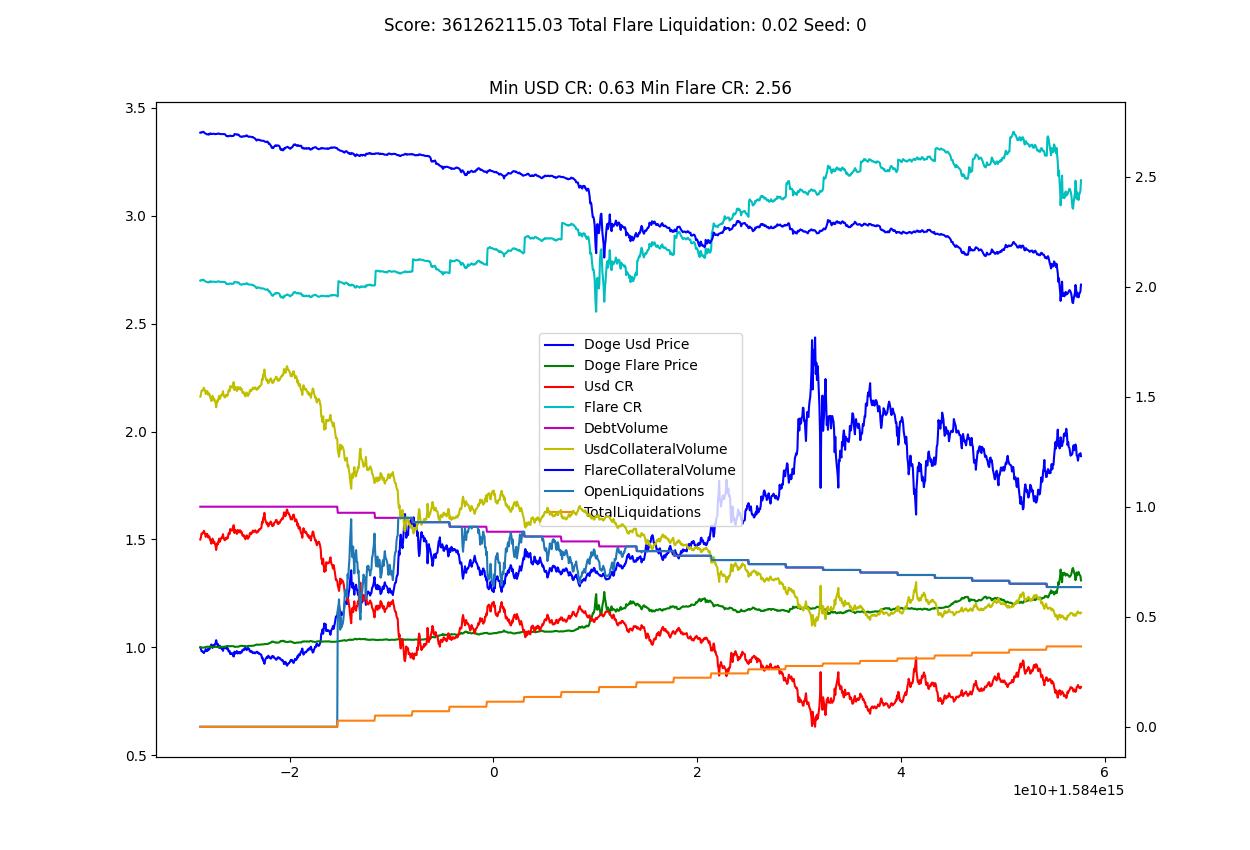 Score: 361262115.03 Total Flare Liquidation: 0.02 Seed: 0
Min USD CR: 0.63 Min Flare CR: 2.56
3.5
3.0
2.5
2.0
1.5
1.0
0.5
2.5
2.0
1.5
1.0
0.5
0.0
Doge Usd Price
Doge Flare Price
Usd CR
Flare CR
DebtVolume
UsdCollateralVolume
FlareCollateralVolume
OpenLiquidations
TotalLiquidations
−2 0 2 4 6
1e10+1.584e15